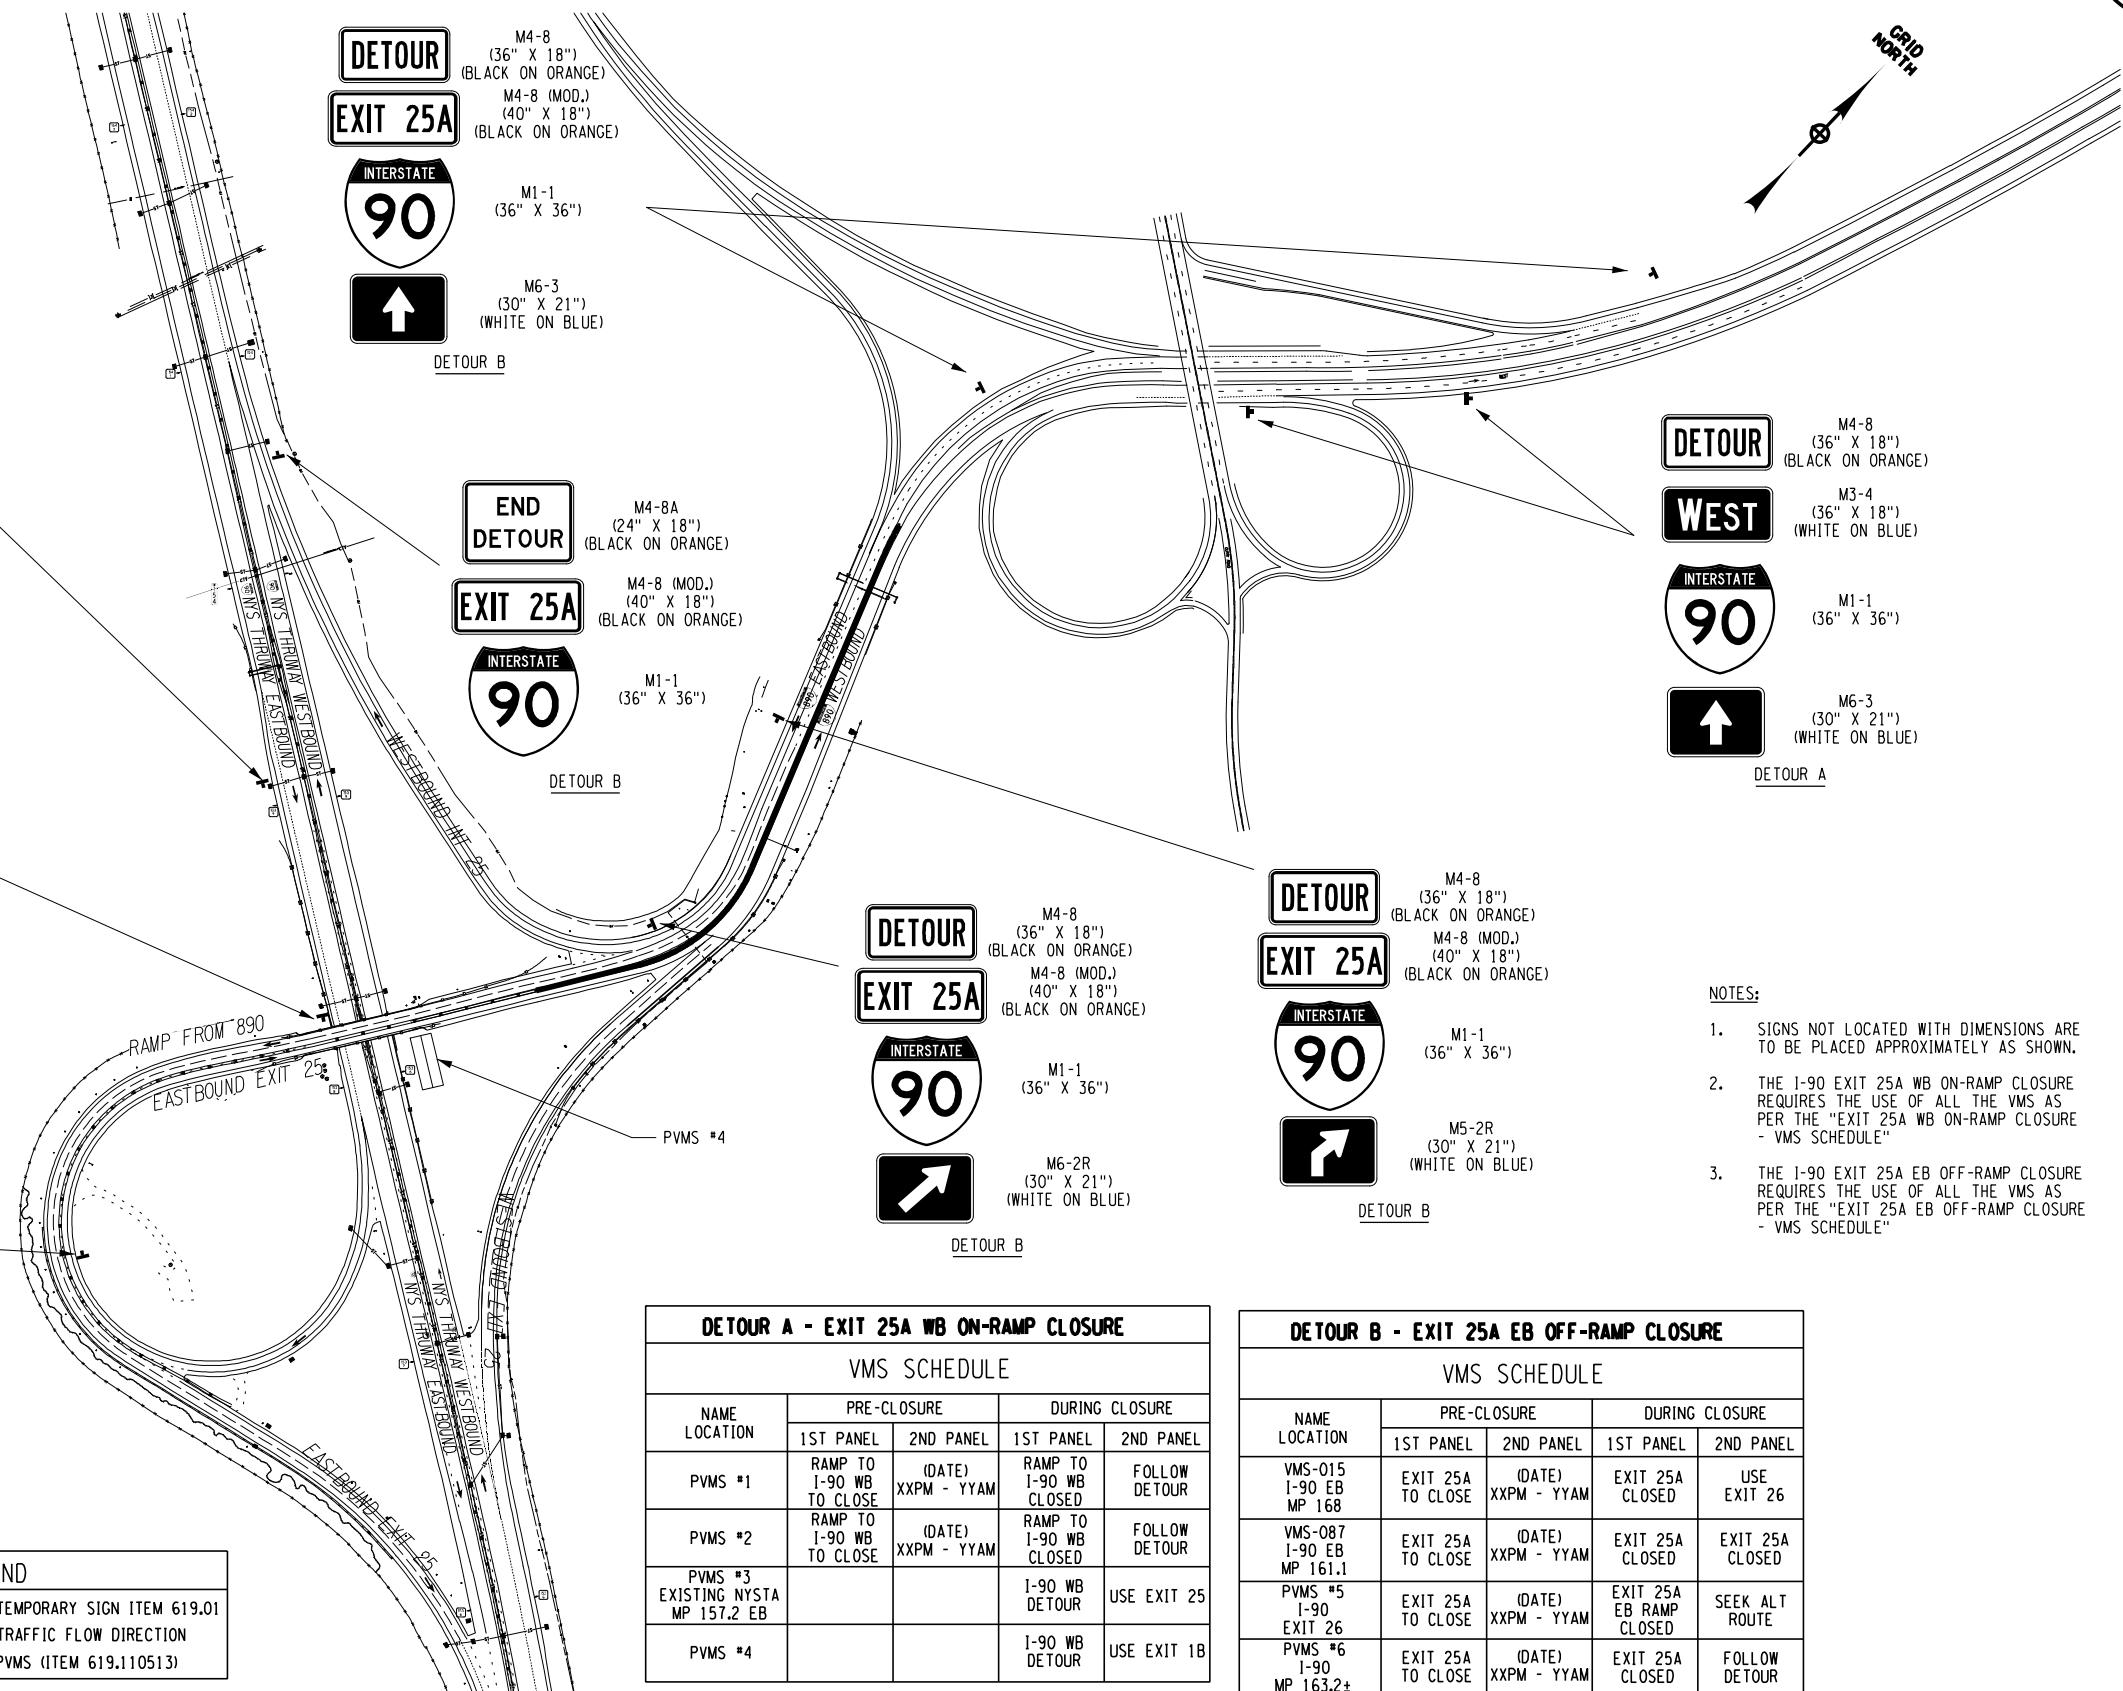 GRID
NORTH
DETOUR
M4-8
(36" X 18")
(BLACK ON ORANGE)
EXIT 25A
M4-8 (MOD.)
(40" X 18")
(BLACK ON ORANGE)
INTERSTATE
90
M1-1
(36" X 36")
M6-3
(30" X 21")
(WHITE ON BLUE)
DETOUR B
END
DETOUR
M4-8A
(24" X 18")
(BLACK ON ORANGE)
EXIT 25A
M4-8 (MOD.)
(40" X 18")
(BLACK ON ORANGE)
INTERSTATE
90
M1-1
(36" X 36")
DETOUR B
DETOUR
M4-8
(36" X 18")
(BLACK ON ORANGE)
WEST
M3-4
(36" X 18")
(WHITE ON BLUE)
INTERSTATE
90
M1-1
(36" X 36")
M6-3
(30" X 21")
(WHITE ON BLUE)
DETOUR A
NYS THRUWAY EASTBOUND
NYS THRUWAY WESTBOUND
WESTBOUND INT 25
890 EASTBOUND
890 WESTBOUND
DETOUR
M4-8
(36" X 18")
(BLACK ON ORANGE)
EXIT 25A
M4-8 (MOD.)
(40" X 18")
(BLACK ON ORANGE)
INTERSTATE
90
M1-1
(36" X 36")
M6-2R
(30" X 21")
(WHITE ON BLUE)
DETOUR B
DETOUR
M4-8
(36" X 18")
(BLACK ON ORANGE)
EXIT 25A
M4-8 (MOD.)
(40" X 18")
(BLACK ON ORANGE)
INTERSTATE
90
M1-1
(36" X 36")
M5-2R
(30" X 21")
(WHITE ON BLUE)
DETOUR B
NOTES:
1. SIGNS NOT LOCATED WITH DIMENSIONS ARE
TO BE PLACED APPROXIMATELY AS SHOWN.
2. THE I-90 EXIT 25A WB ON-RAMP CLOSURE
REQUIRES THE USE OF ALL THE VMS AS
PER THE "EXIT 25A WB ON-RAMP CLOSURE
- VMS SCHEDULE"
3. THE I-90 EXIT 25A EB OFF-RAMP CLOSURE
REQUIRES THE USE OF ALL THE VMS AS
PER THE "EXIT 25A EB OFF-RAMP CLOSURE
- VMS SCHEDULE"
RAMP FROM 890
EASTBOUND EXIT 25
PVMS #4
WESTBOUND EXIT 25
NYS THRUWAY EASTBOUND
NYS THRUWAY WESTBOUND
EASTBOUND EXIT 25
ND
TEMPORARY SIGN ITEM 619.01
TRAFFIC FLOW DIRECTION
PVMS (ITEM 619.110513)
DETOUR A - EXIT 25A WB ON-RAMP CLOSURE
VMS SCHEDULE
NAME
LOCATION
PRE-CLOSURE
DURING CLOSURE
1ST PANEL
2ND PANEL
1ST PANEL
2ND PANEL
PVMS #1
RAMP TO
I-90 WB
TO CLOSE
(DATE)
XXPM - YYAM
RAMP TO
I-90 WB
CLOSED
FOLLOW
DETOUR
PVMS #2
RAMP TO
I-90 WB
TO CLOSE
(DATE)
XXPM - YYAM
RAMP TO
I-90 WB
CLOSED
FOLLOW
DETOUR
PVMS #3
EXISTING NYSTA
MP 157.2 EB
I-90 WB
DETOUR
USE EXIT 25
PVMS #4
I-90 WB
DETOUR
USE EXIT 1B
DETOUR B - EXIT 25A EB OFF-RAMP CLOSURE
VMS SCHEDULE
NAME
LOCATION
PRE-CLOSURE
DURING CLOSURE
1ST PANEL
2ND PANEL
1ST PANEL
2ND PANEL
VMS-015
I-90 EB
MP 168
EXIT 25A
TO CLOSE
(DATE)
XXPM - YYAM
EXIT 25A
CLOSED
USE
EXIT 26
VMS-087
I-90 EB
MP 161.1
EXIT 25A
TO CLOSE
(DATE)
XXPM - YYAM
EXIT 25A
CLOSED
EXIT 25A
CLOSED
PVMS #5
I-90
EXIT 26
EXIT 25A
TO CLOSE
(DATE)
XXPM - YYAM
EXIT 25A
EB RAMP
CLOSED
SEEK ALT
ROUTE
PVMS #6
I-90
MP 163.2±
EXIT 25A
TO CLOSE
(DATE)
XXPM - YYAM
EXIT 25A
CLOSED
FOLLOW
DETOUR